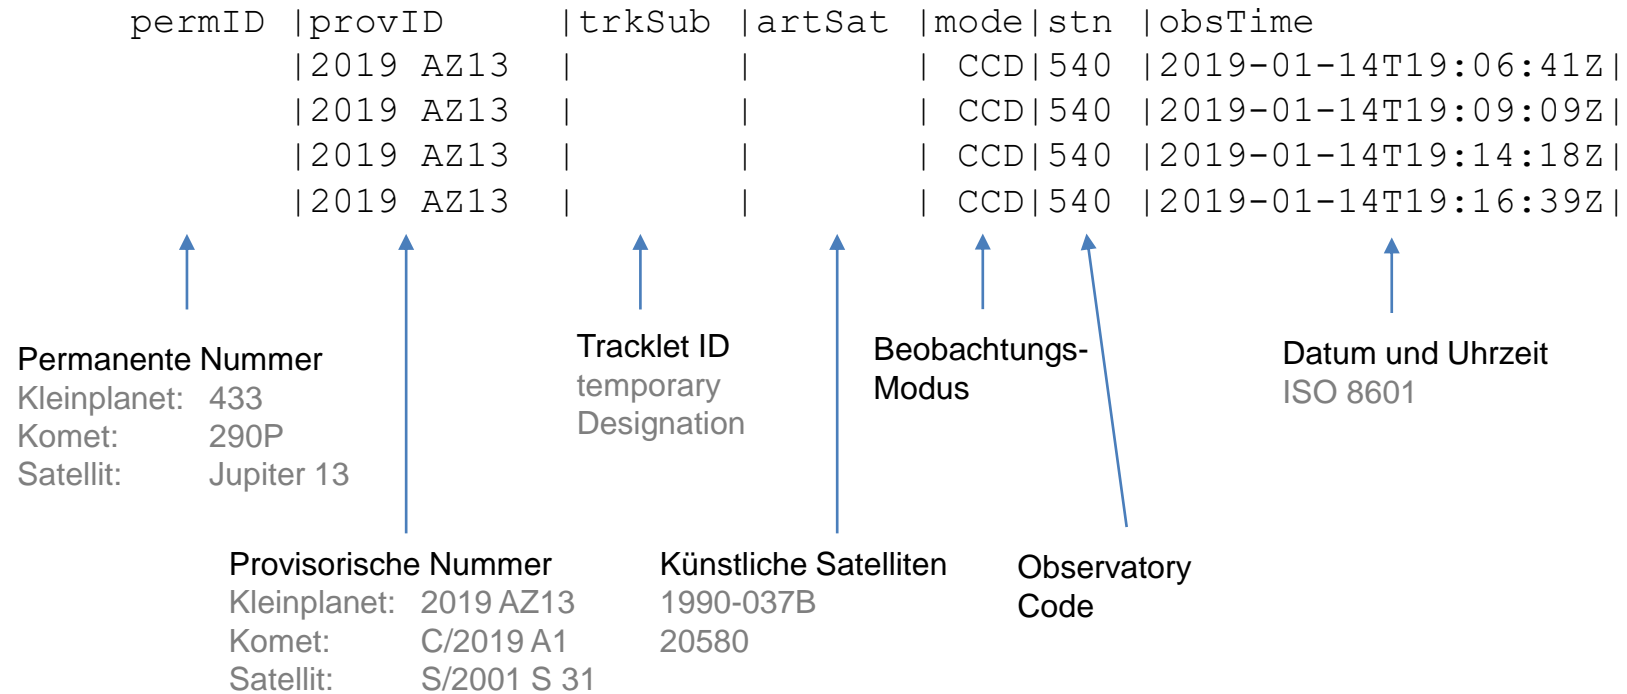 permID |provID |trkSub |artSat |mode|stn |obsTime
|2019 AZ13 | | | CCD|540 |2019-01-14T19:06:41Z|
|2019 AZ13 | | | CCD|540 |2019-01-14T19:09:09Z|
|2019 AZ13 | | | CCD|540 |2019-01-14T19:14:18Z|
|2019 AZ13 | | | CCD|540 |2019-01-14T19:16:39Z|
Permanente Nummer
Kleinplanet: 433
Komet: 290P
Satellit: Jupiter 13
Tracklet ID
temporary
Designation
Beobachtungs-
Modus
Datum und Uhrzeit
ISO 8601
Provisorische Nummer
Kleinplanet: 2019 AZ13
Komet: C/2019 A1
Satellit: S/2001 S 31
Künstliche Satelliten
1990-037B
20580
Observatory
Code